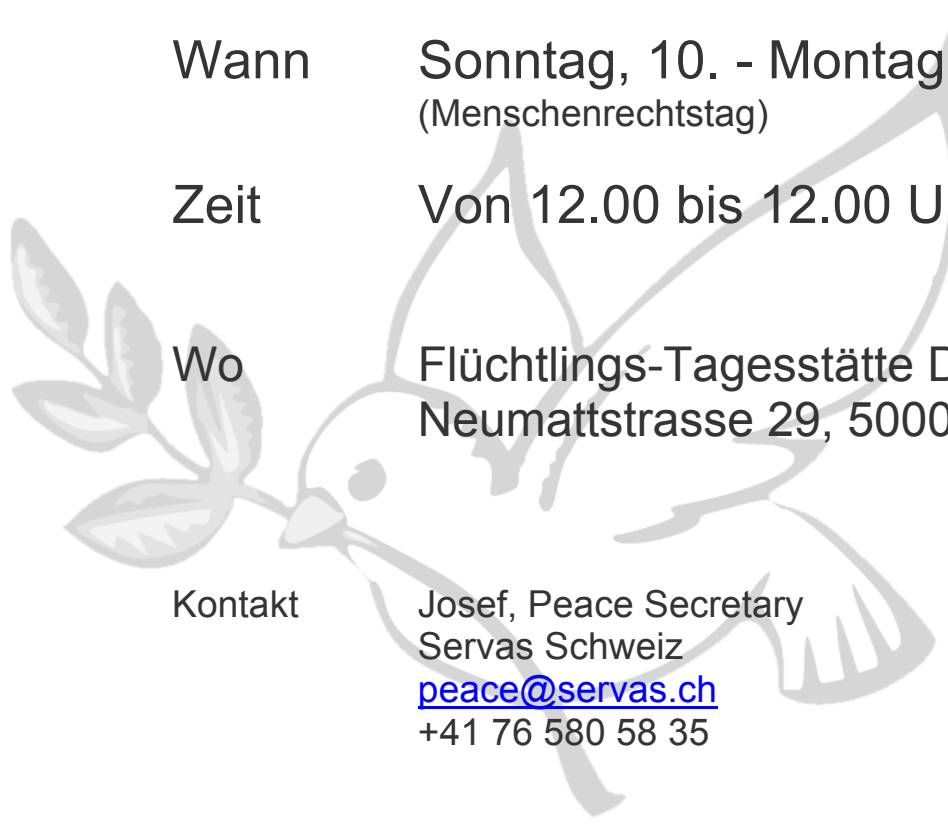 Wann Sonntag, 10. - Montag
(Menschenrechtstag)
Zeit Von 12.00 bis 12.00 U
Wo Flüchtlings-Tagesstätte D
Neumattstrasse 29, 5000
Kontakt Josef, Peace Secretary
Servas Schweiz
peace@servas.ch
+41 76 580 58 35